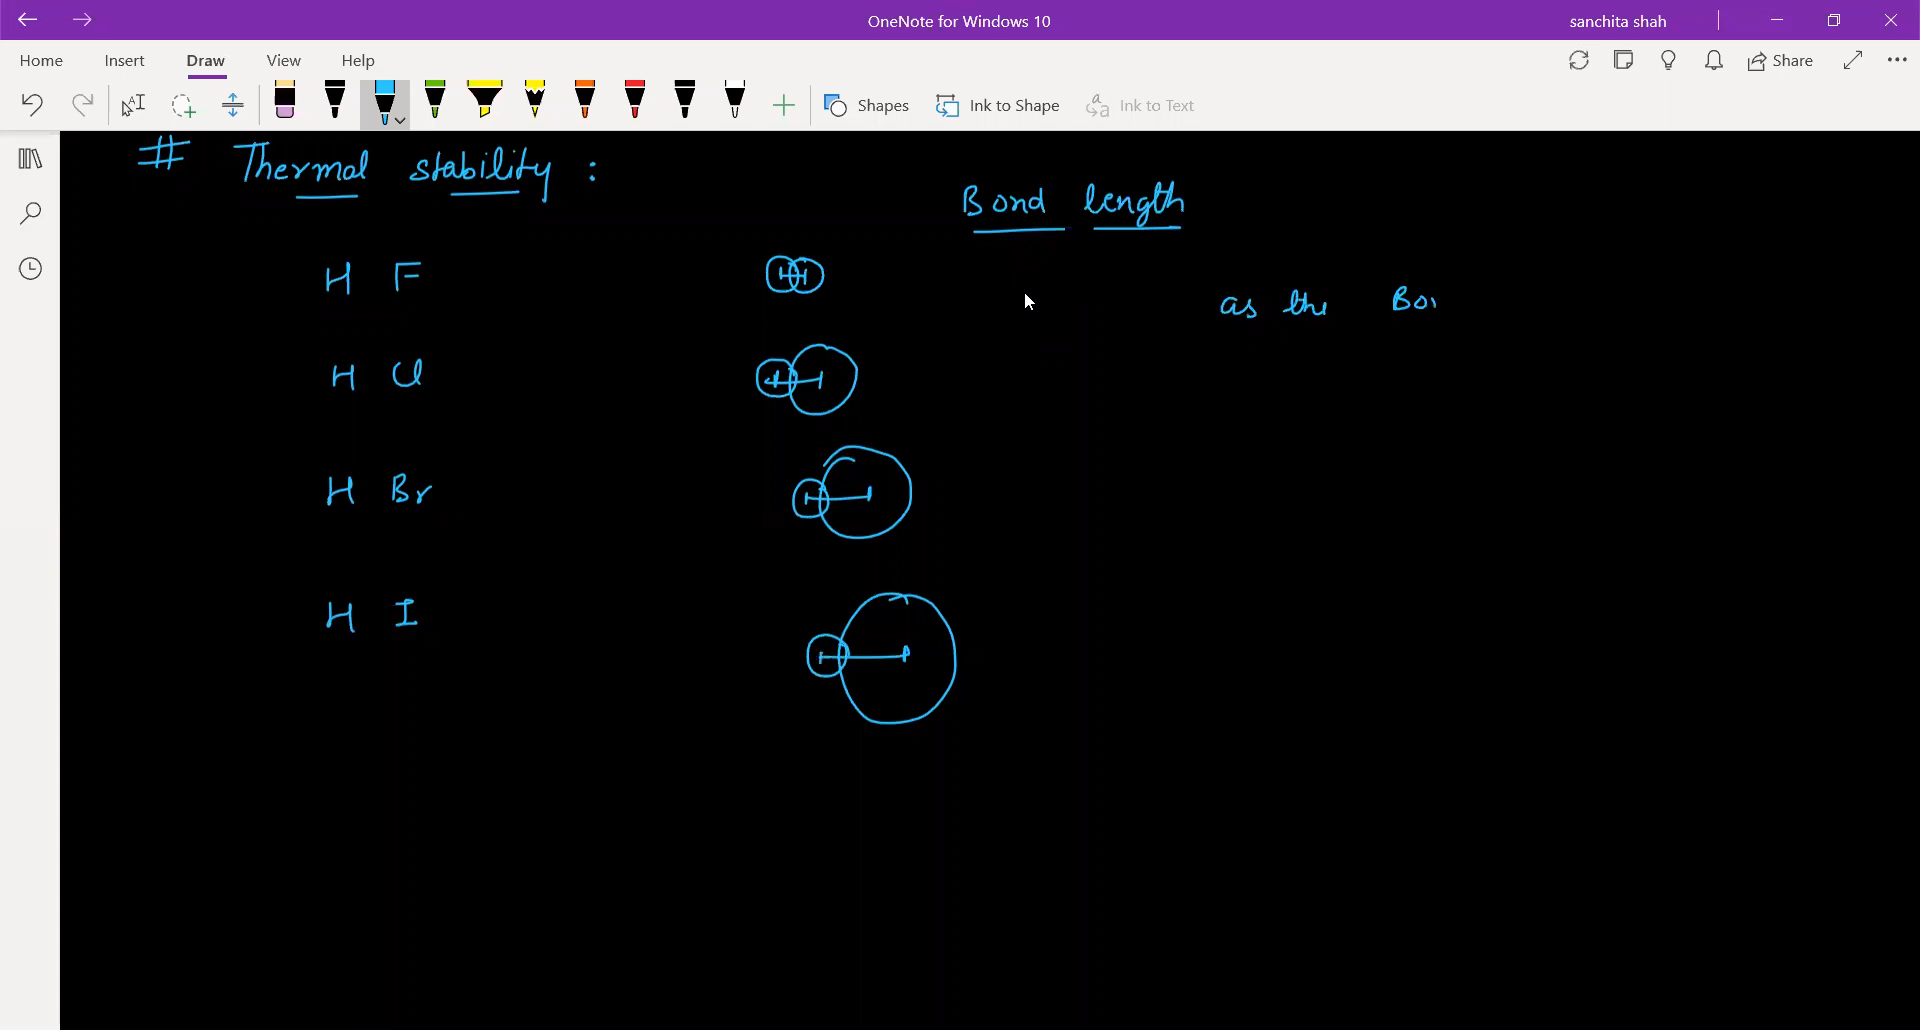 OneNote for Windows 10
sanchita shah
Home Insert Draw View Help
Share
Shapes Ink to Shape Ink to Text
# Thermal stability :
Bond length
H F
as the
H Cl
H Br
H I